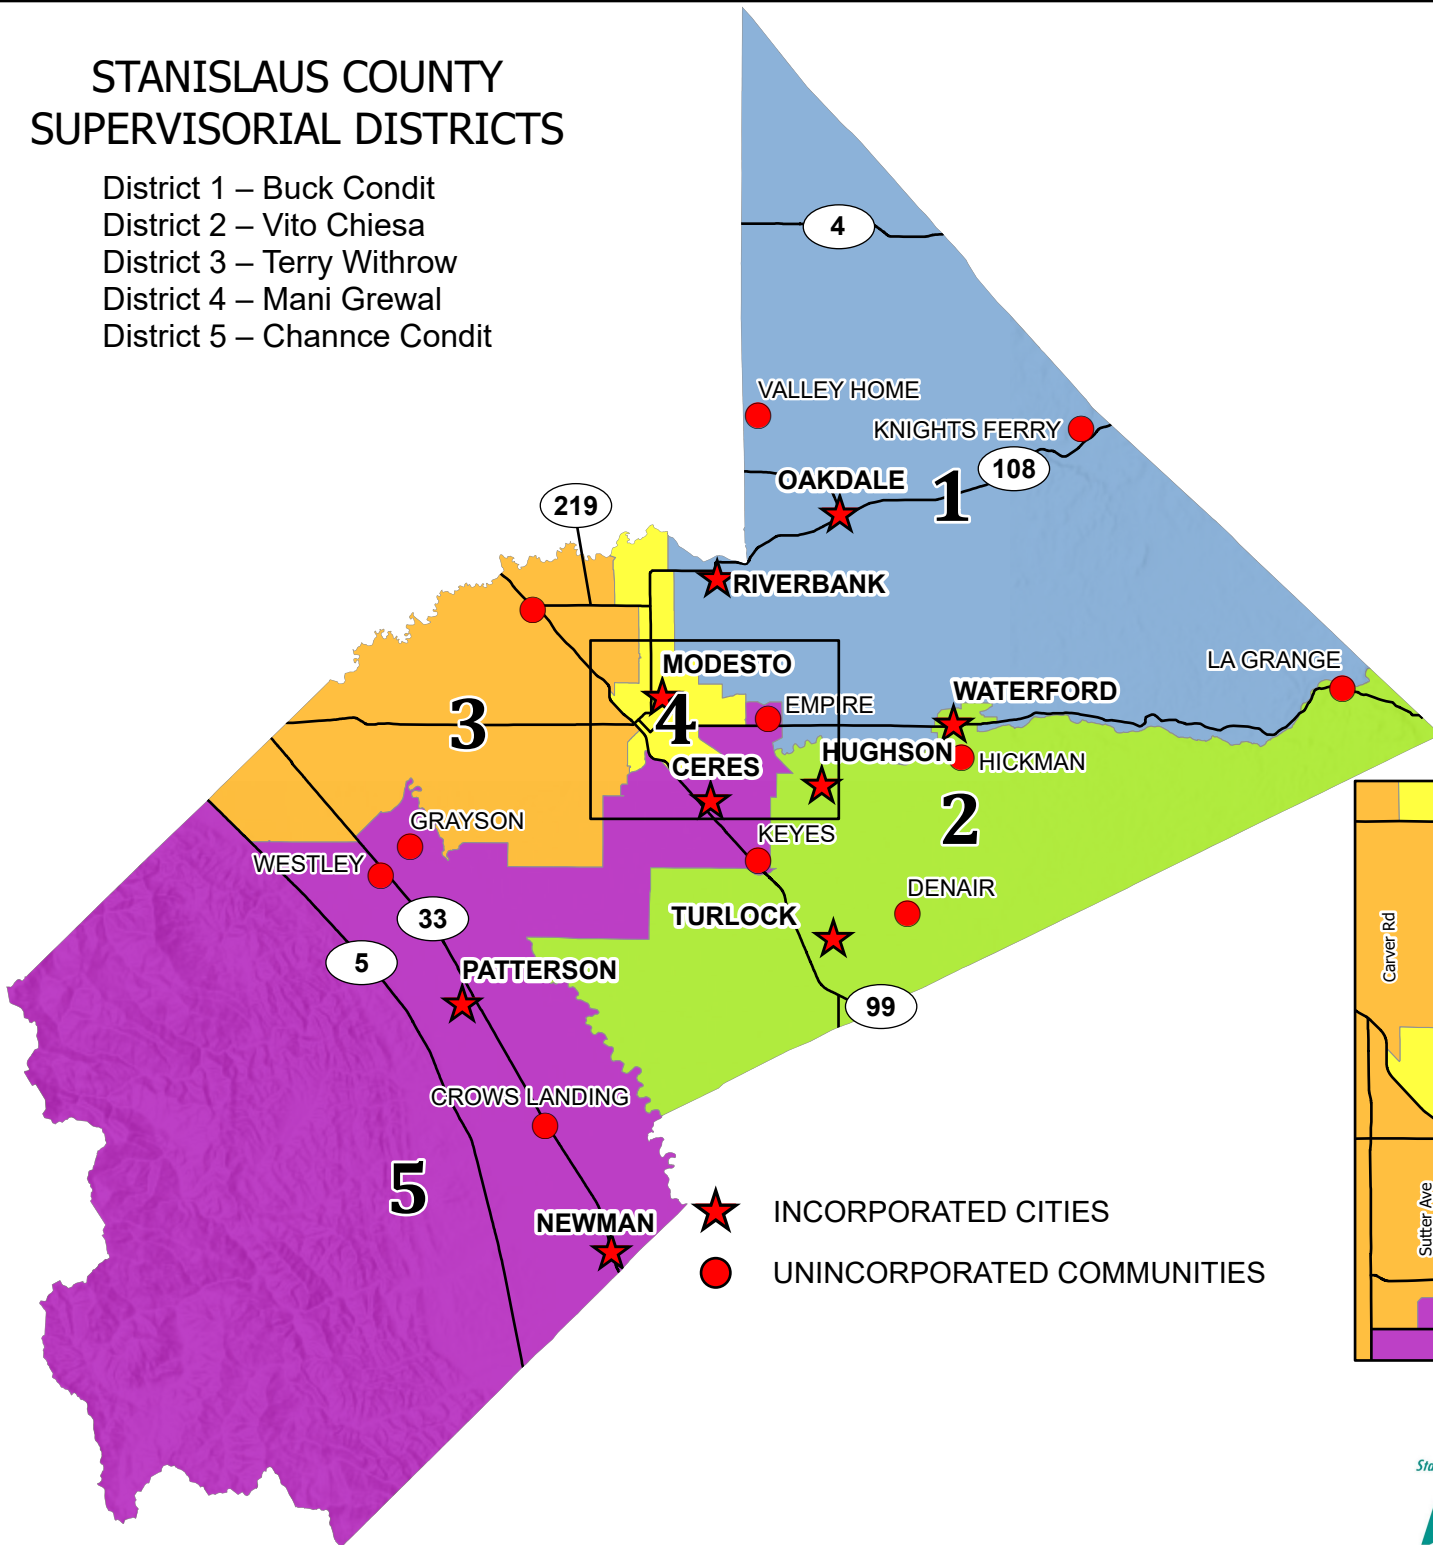 STANISLAUS COUNTY
SUPERVISORIAL DISTRICTS
District 1 – Buck Condit
District 2 – Vito Chiesa
District 3 – Terry Withrow
District 4 – Mani Grewal
District 5 – Channce Condit
4
VALLEY HOME
KNIGHTS FERRY
108
OAKDALE
1
219
RIVERBANK
LA GRANGE
MODESTO
WATERFORD
EMPIRE
3
4
HUGHSON
HICKMAN
CERES
GRAYSON
2
KEYES
WESTLEY
DENAIR
33
TURLOCK
Carver Rd
5
PATTERSON
99
CROWS LANDING
5
NEWMAN
INCORPORATED CITIES
Sutter Ave
UNINCORPORATED COMMUNITIES